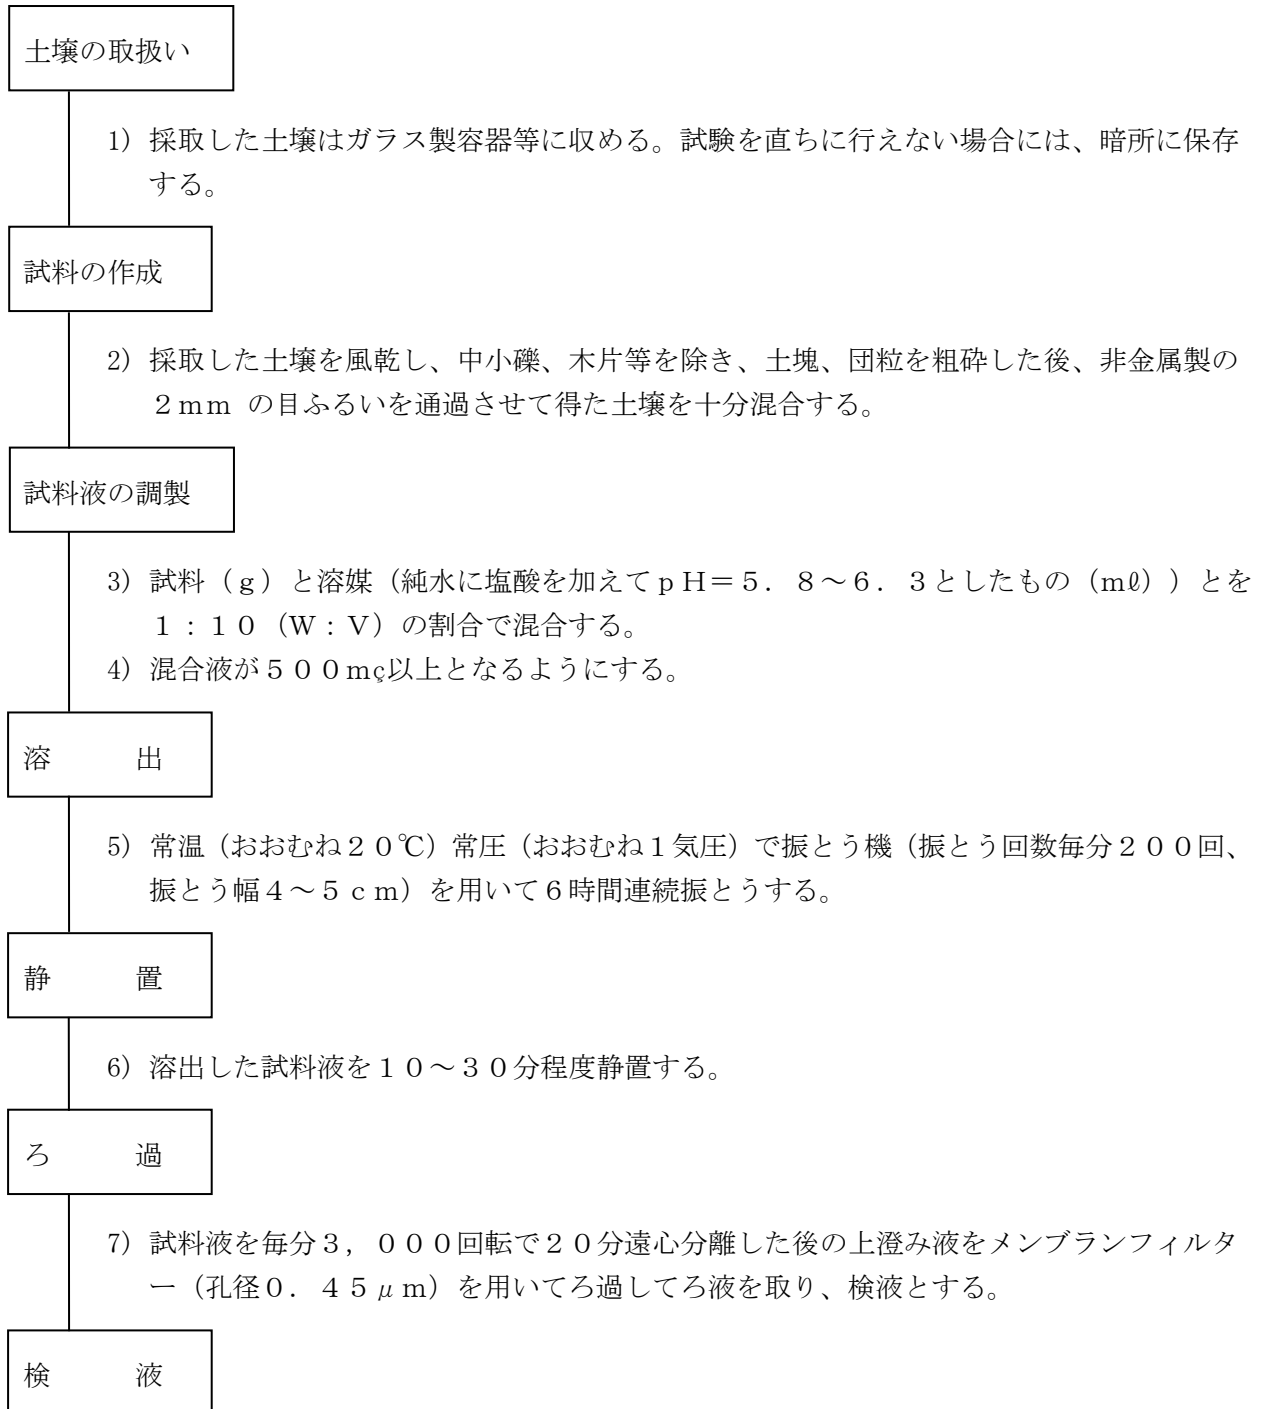 土壌の取扱い
1) 採取した土壌はガラス製容器等に収める。試験を直ちに行えない場合には、暗所に保存
する。
試料の作成
2) 採取した土壌を風乾し、中小礫、木片等を除き、土塊、団粒を粗砕した後、非金属製の
2mm の目ふるいを通過させて得た土壌を十分混合する。
試料液の調製
3) 試料（g）と溶媒（純水に塩酸を加えてpH＝5．8～6．3としたもの（mℓ））とを
1：10（W：V）の割合で混合する。
4) 混合液が500mç以上となるようにする。
溶　　出
5) 常温（おおむね20℃）常圧（おおむね1気圧）で振とう機（振とう回数毎分200回、
振とう幅4～5cm）を用いて6時間連続振とうする。
静　　置
6) 溶出した試料液を10～30分程度静置する。
ろ　　過
7) 試料液を毎分3，000回転で20分遠心分離した後の上澄み液をメンブランフィルタ
ー（孔径0．45μm）を用いてろ過してろ液を取り、検液とする。
検　　液